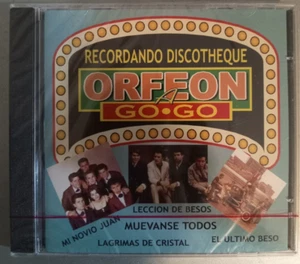 RECORDANDO DISCOTHEQUE
ORFEON
A
GO•GO
LECCION DE BESOS
MI NOVIO JUAN
MUEVANSE TODOS
LAGRIMAS DE CRISTAL
EL ULTIMO BESO